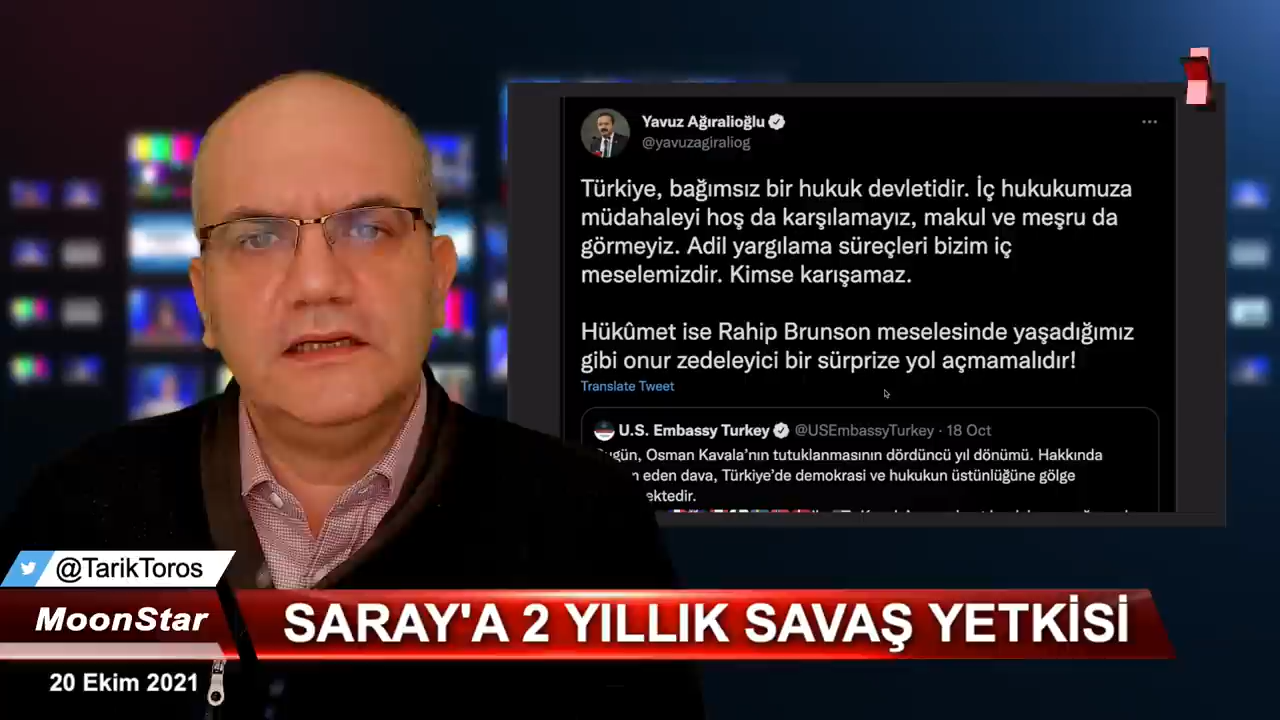 Yavuz Ağıralioğlu
@yavuzagiraliog
Türkiye, bağımsız bir hukuk devletidir. İç hukukumuza
müdahaleyi hoş da karşılamayız, makul ve meşru da
görmeyiz. Adil yargılama süreçleri bizim iç
meselemizdir. Kimse karışamaz.
Hükûmet ise Rahip Brunson meselesinde yaşadığımız
gibi onur zedeleyici bir sürprize yol açmamalıdır!
Translate Tweet
U.S. Embassy Turkey @USEmbassyTurkey · 18 Oct
Osman Kavala'nın tutuklanmasının dördüncü yıl dönümü. Hakkında
eden dava, Türkiye'de demokrasi ve hukukun üstünlüğüne gölge
@TarikToros
MoonStar
SARAY'A 2 YILLIK SAVAŞ YETKİSİ
20 Ekim 2021